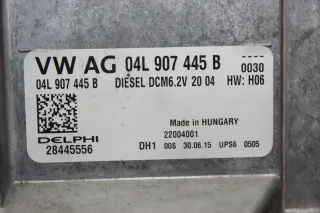 VW AG 04L 907 445 B 0030
04L 907 445 B DIESEL DCM6.2V 20 04 HW: H06
Made in HUNGARY
DELPHI 22004001
28445556 DH1 00S 30.06.15 UPS6 0505